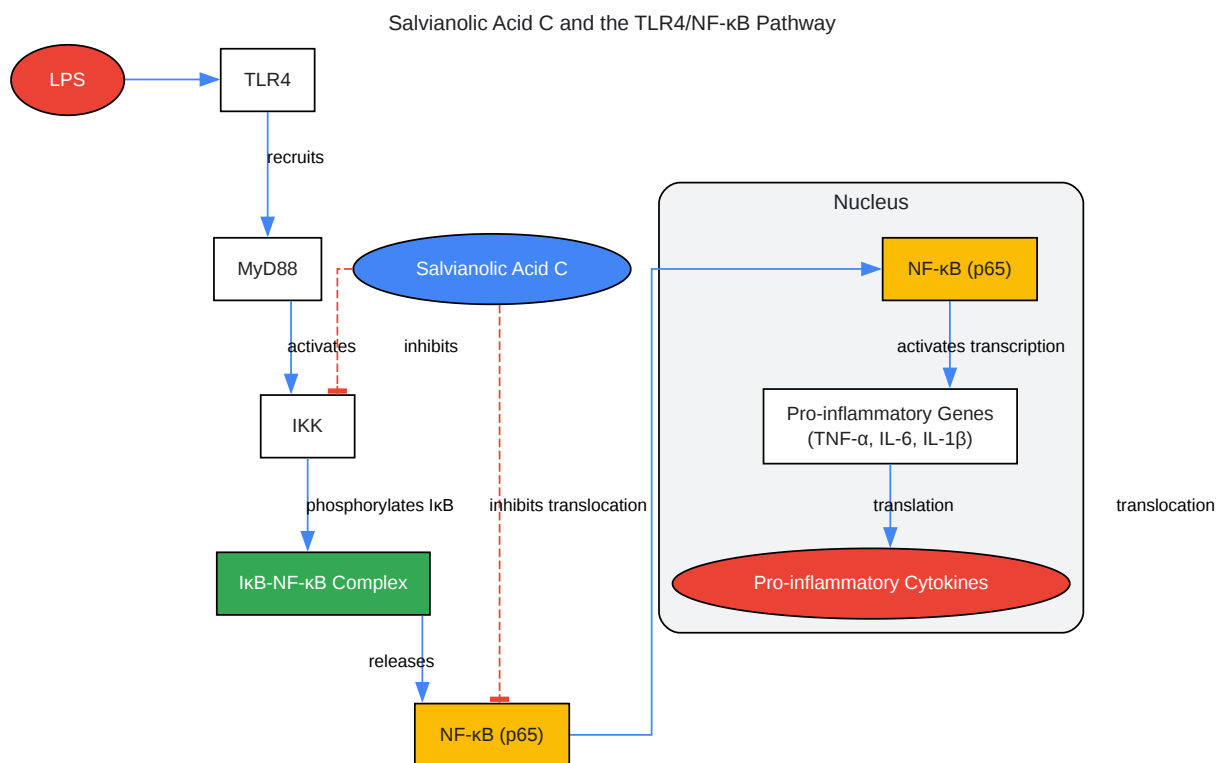 Salvianolic Acid C and the TLR4/NF-κB Pathway
LPS
TLR4
recruits
Nucleus
MyD88
Salvianolic Acid C
NF-κB (p65)
activates
inhibits
activates transcription
IKK
Pro-inflammatory Genes
(TNF-α, IL-6, IL-1β)
phosphorylates IκB
inhibits translocation
translation
translocation
IκB-NF-κB Complex
Pro-inflammatory Cytokines
releases
NF-κB (p65)